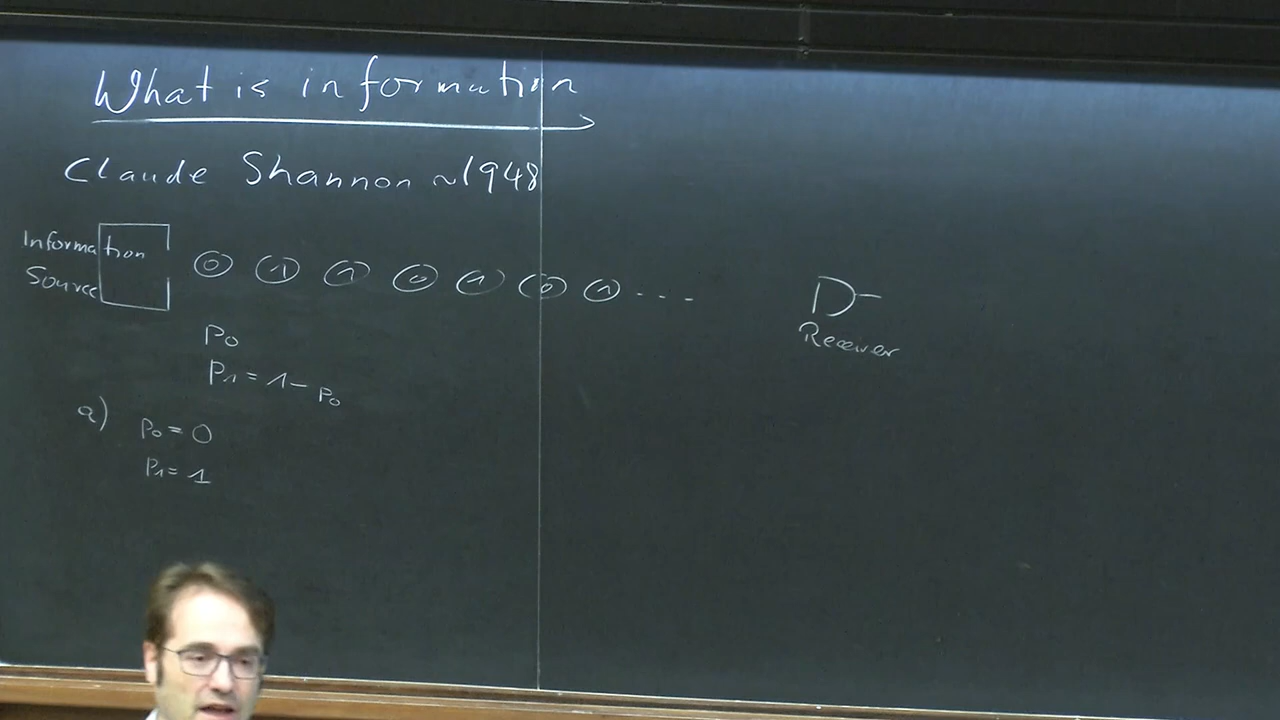 What is information
Claude Shannon ~1948
Information
Source
0 1 1 0 1 0 1 - - -
Receiver
P0
P1 = 1 - P0
a) P0 = 0
P1 = 1